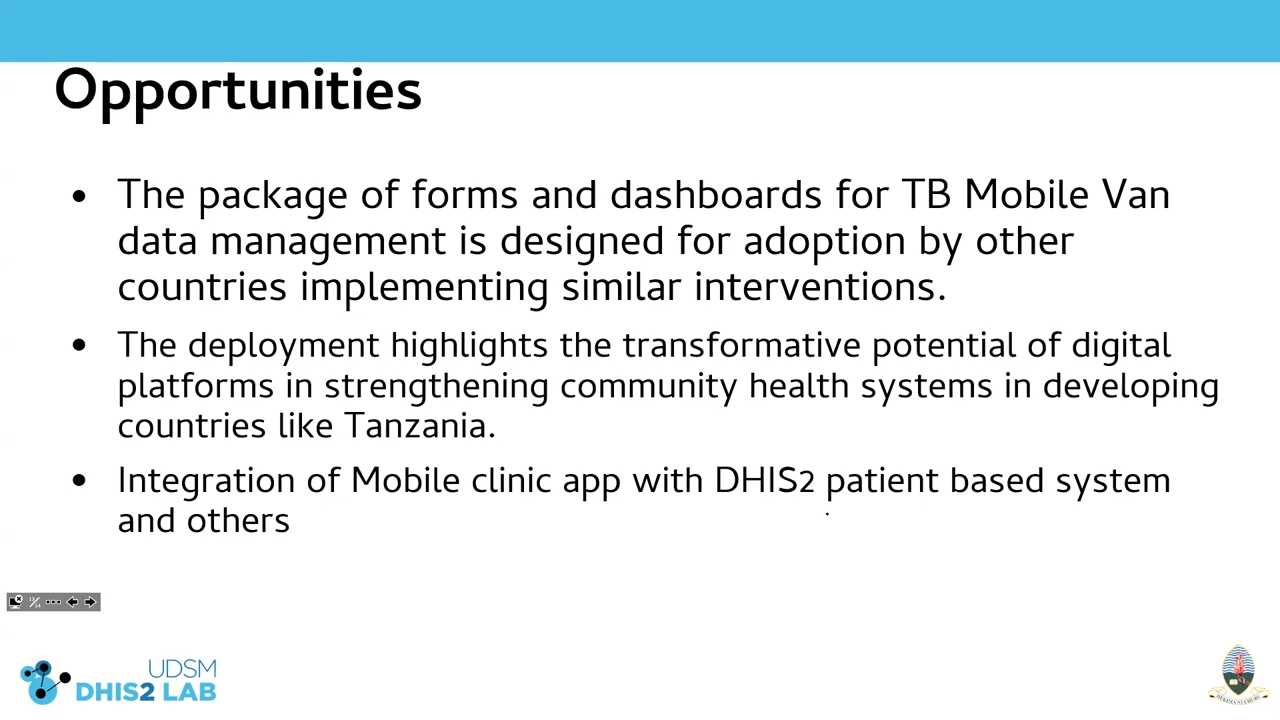 Opportunities
• The package of forms and dashboards for TB Mobile Van
data management is designed for adoption by other
countries implementing similar interventions.
• The deployment highlights the transformative potential of digital
platforms in strengthening community health systems in developing
countries like Tanzania.
• Integration of Mobile clinic app with DHIS2 patient based system
and others
13/14
UDSM
DHIS2 LAB